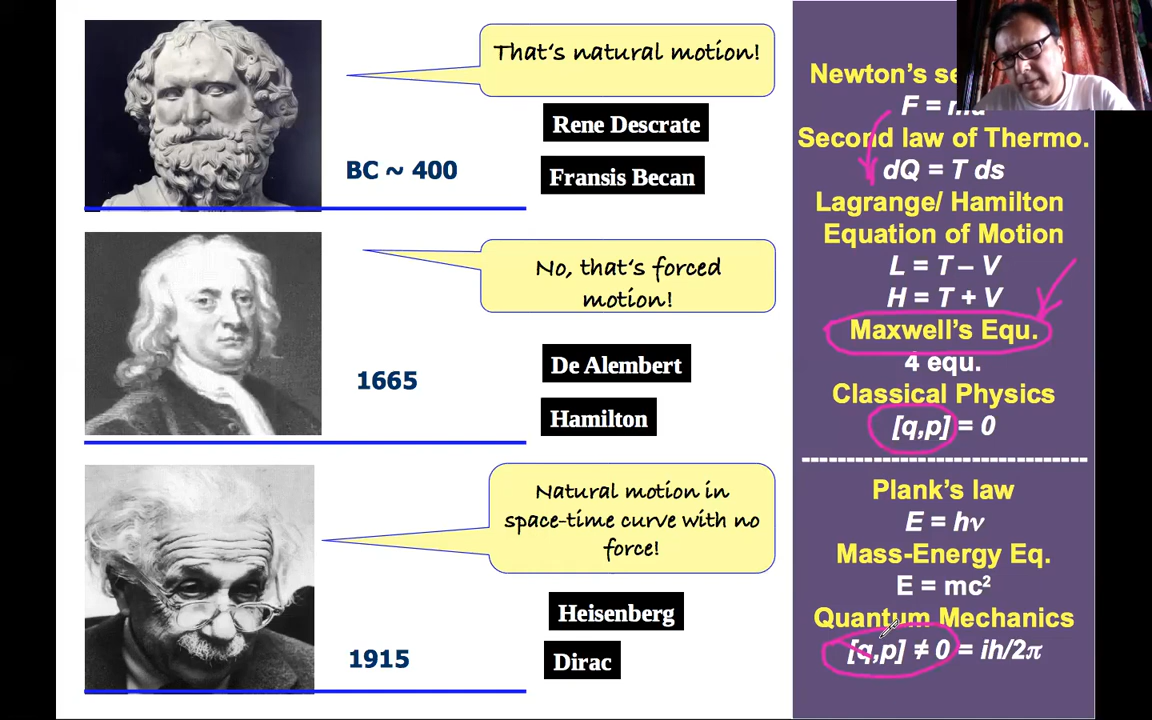 That's natural motion!
Rene Descrate
BC ~ 400
Fransis Becan
No, that's forced
motion!
De Alembert
1665
Hamilton
Natural motion in
space-time curve with no
force!
Heisenberg
1915
Dirac
Newton's
F =
Second law of Thermo.
dQ = T ds
Lagrange/ Hamilton
Equation of Motion
L = T – V
H = T + V
Maxwell's Equ.
4 equ.
Classical Physics
[q,p] = 0
--------------------------------
Plank's law
E = hν
Mass-Energy Eq.
E = mc²
Quantum Mechanics
[q,p] ≠ 0 = ih/2π